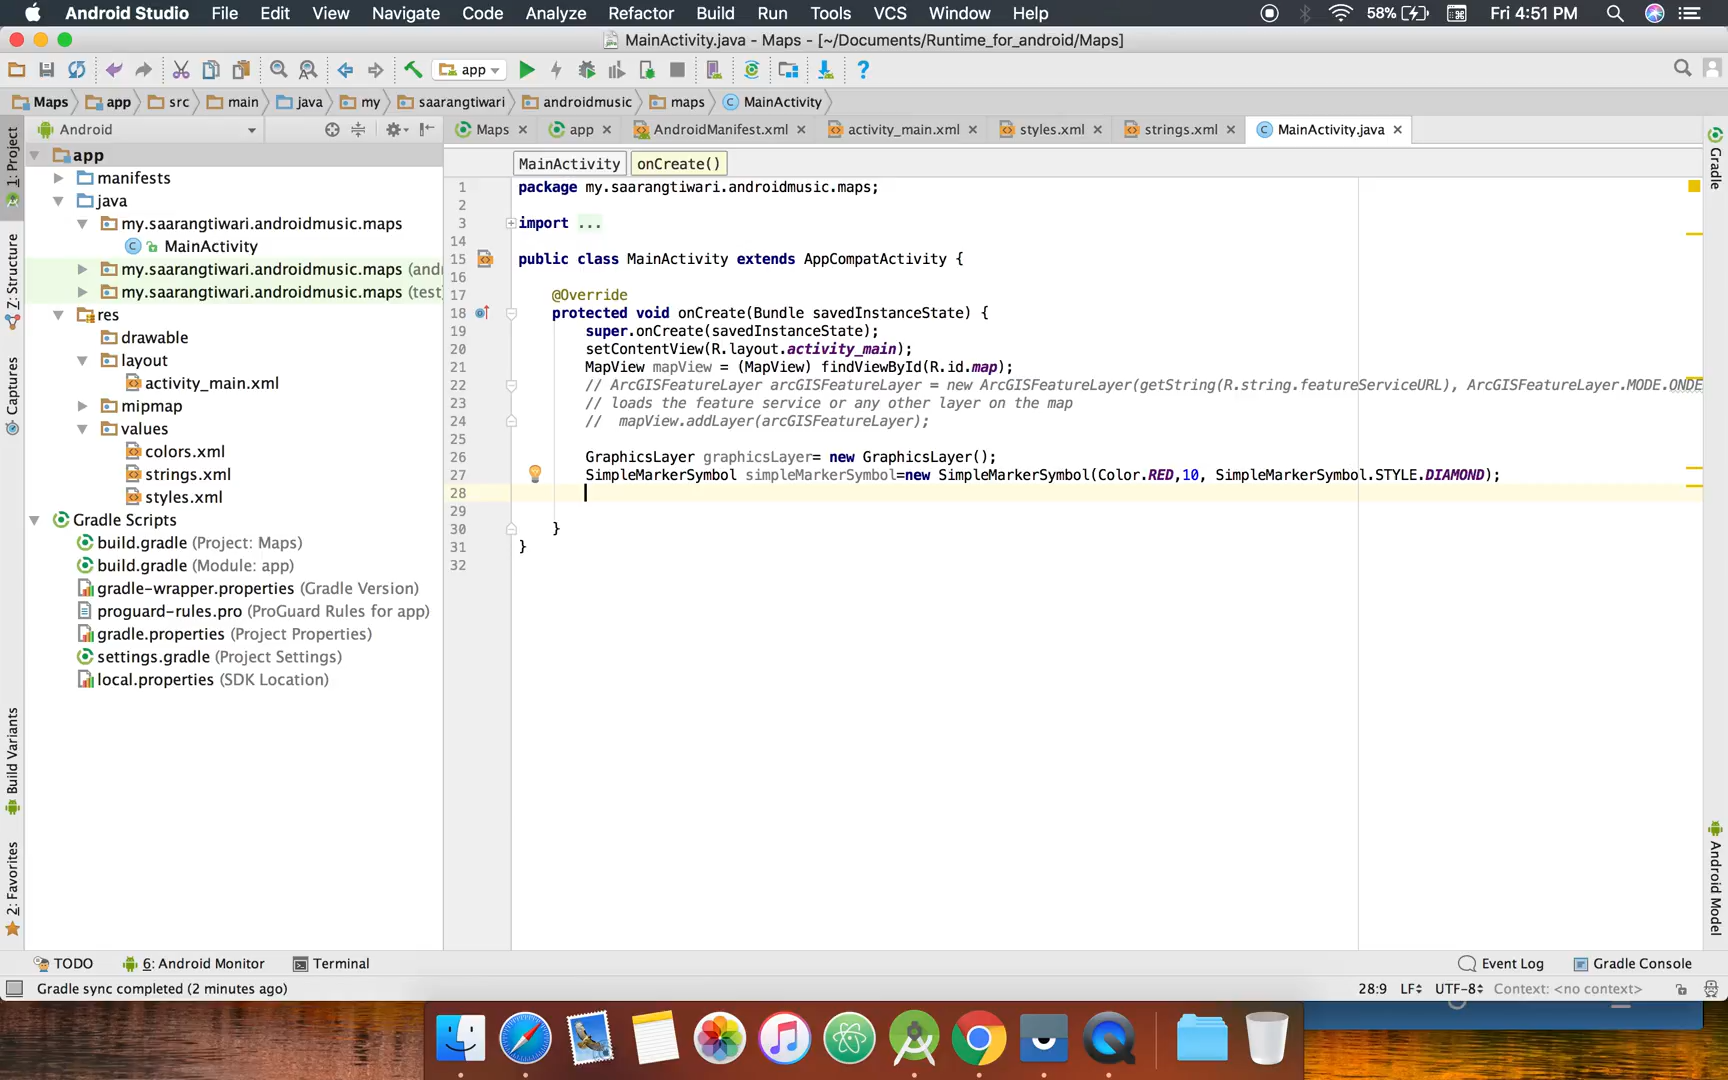 Android Studio File Edit View Navigate Code Analyze Refactor Build Run Tools VCS Window Help 58% Fri 4:51 PM
MainActivity.java - Maps - [~/Documents/Runtime_for_android/Maps]
app
Maps app src main java my saarangtiwari androidmusic maps MainActivity
Android
Maps app AndroidManifest.xml activity_main.xml styles.xml strings.xml MainActivity.java
MainActivity onCreate()
1: Project
Z: Structure
Captures
Build Variants
2: Favorites
app
manifests
java
my.saarangtiwari.androidmusic.maps
MainActivity
my.saarangtiwari.androidmusic.maps (and
my.saarangtiwari.androidmusic.maps (test
res
drawable
layout
activity_main.xml
mipmap
values
colors.xml
strings.xml
styles.xml
Gradle Scripts
build.gradle (Project: Maps)
build.gradle (Module: app)
gradle-wrapper.properties (Gradle Version)
proguard-rules.pro (ProGuard Rules for app)
gradle.properties (Project Properties)
settings.gradle (Project Settings)
local.properties (SDK Location)
1 package my.saarangtiwari.androidmusic.maps;
2
3 import ...
14
15 public class MainActivity extends AppCompatActivity {
16
17 @Override
18 protected void onCreate(Bundle savedInstanceState) {
19 super.onCreate(savedInstanceState);
20 setContentView(R.layout.activity_main);
21 MapView mapView = (MapView) findViewById(R.id.map);
22 // ArcGISFeatureLayer arcGISFeatureLayer = new ArcGISFeatureLayer(getString(R.string.featureServiceURL), ArcGISFeatureLayer.MODE.ONDE
23 // loads the feature service or any other layer on the map
24 // mapView.addLayer(arcGISFeatureLayer);
25
26 GraphicsLayer graphicsLayer= new GraphicsLayer();
27 SimpleMarkerSymbol simpleMarkerSymbol=new SimpleMarkerSymbol(Color.RED,10, SimpleMarkerSymbol.STYLE.DIAMOND);
28
29
30 }
31 }
32
Gradle
Android Model
TODO 6: Android Monitor Terminal Event Log Gradle Console
Gradle sync completed (2 minutes ago) 28:9 LF UTF-8 Context: <no context>